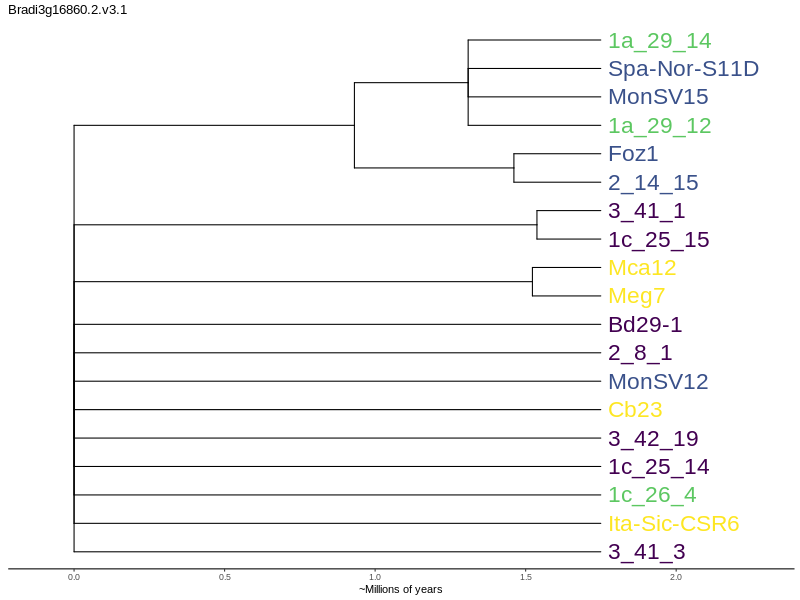 Bradi3g16860.2.v3.1
1a_29_14
Spa-Nor-S11D
MonSV15
1a_29_12
Foz1
2_14_15
3_41_1
1c_25_15
Mca12
Meg7
Bd29-1
2_8_1
MonSV12
Cb23
3_42_19
1c_25_14
1c_26_4
Ita-Sic-CSR6
3_41_3
0.0 0.5 1.0 1.5 2.0
~Millions of years